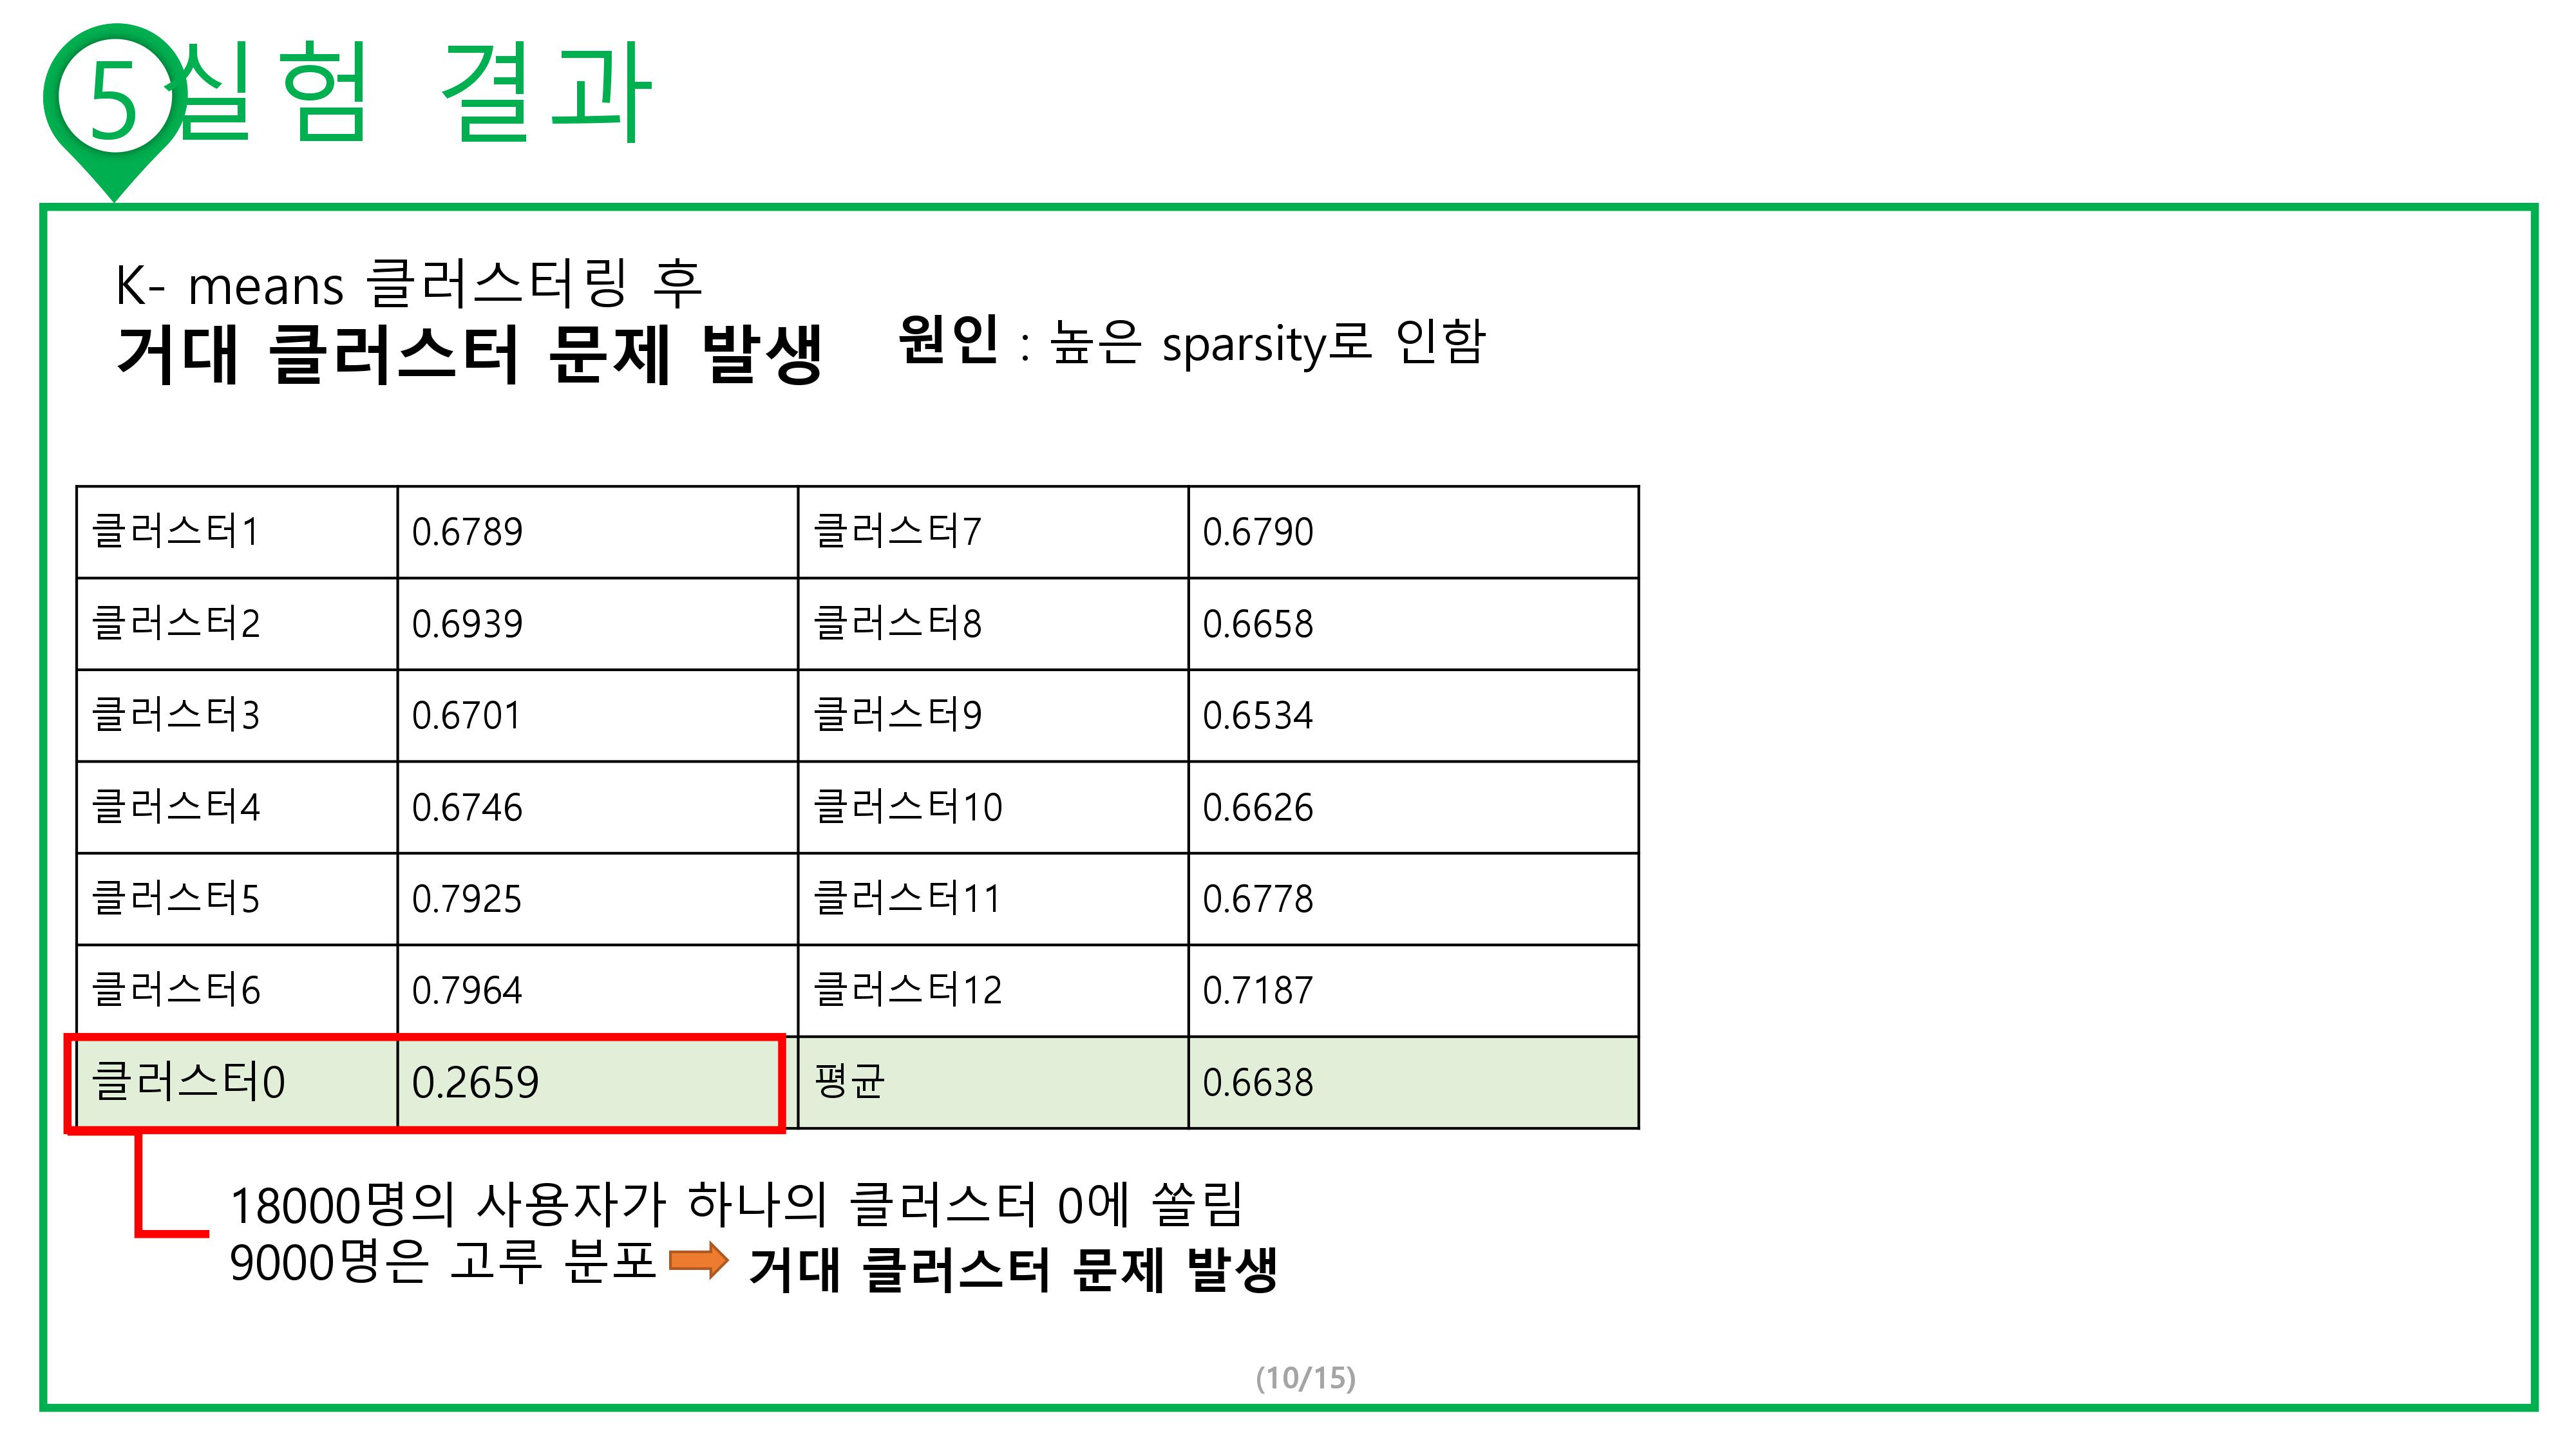 5 실험 결과
K- means 클러스터링 후
거대 클러스터 문제 발생
원인 : 높은 sparsity로 인함
클러스터1 0.6789 클러스터7 0.6790
클러스터2 0.6939 클러스터8 0.6658
클러스터3 0.6701 클러스터9 0.6534
클러스터4 0.6746 클러스터10 0.6626
클러스터5 0.7925 클러스터11 0.6778
클러스터6 0.7964 클러스터12 0.7187
클러스터0 0.2659 평균 0.6638
18000명의 사용자가 하나의 클러스터 0에 쏠림
9000명은 고루 분포 거대 클러스터 문제 발생
(10/15)